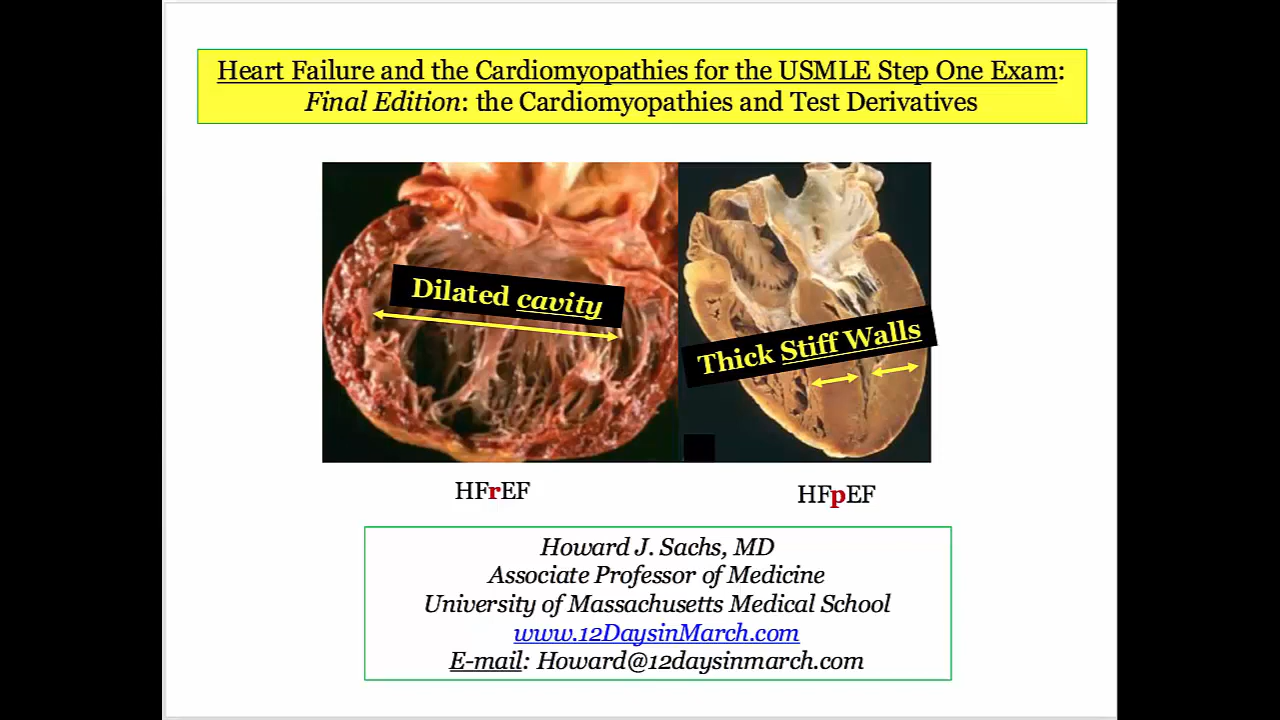 Heart Failure and the Cardiomyopathies for the USMLE Step One Exam:
Final Edition: the Cardiomyopathies and Test Derivatives
Dilated cavity
Thick Stiff Walls
HFrEF
HFpEF
Howard J. Sachs, MD
Associate Professor of Medicine
University of Massachusetts Medical School
www.12DaysinMarch.com
E-mail: Howard@12daysinmarch.com